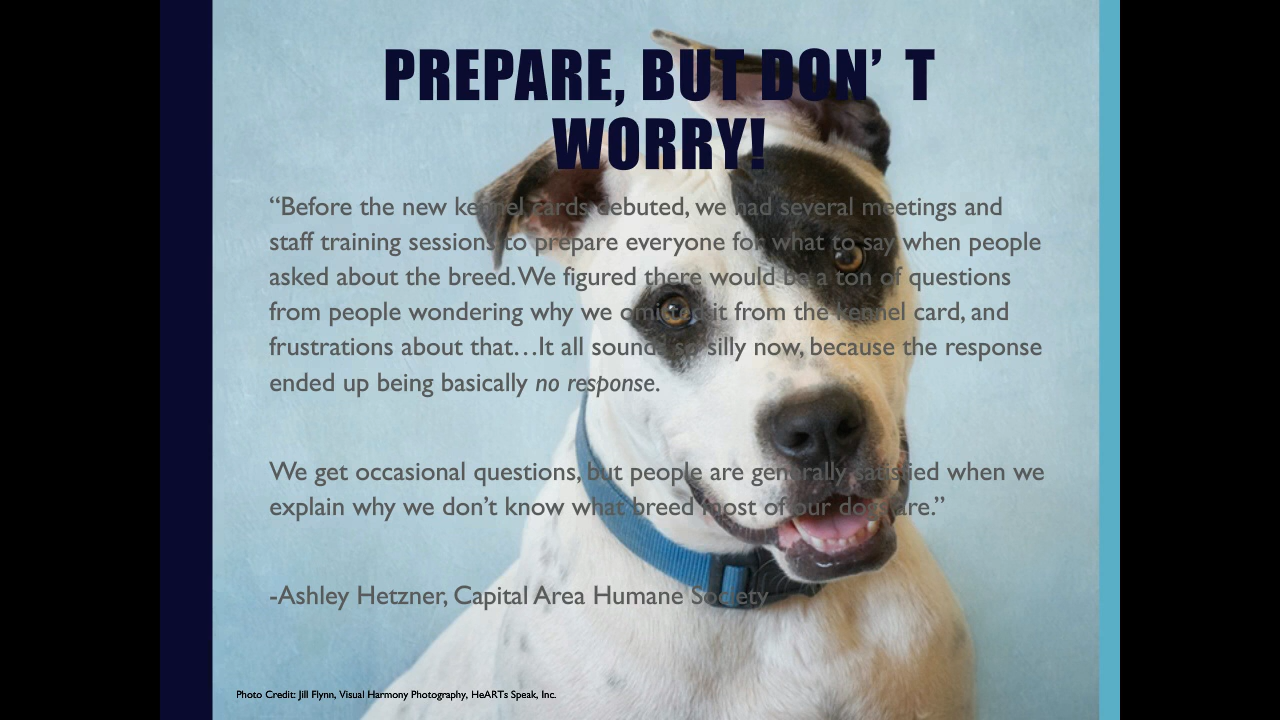 PREPARE, BUT DON’ T
WORRY!
“Before the new kennel cards debuted, we had several meetings and
staff training sessions to prepare everyone for what to say when people
asked about the breed. We figured there would be a ton of questions
from people wondering why we omitted it from the kennel card, and
frustrations about that…It all sounds so silly now, because the response
ended up being basically no response.
We get occasional questions, but people are generally satisfied when we
explain why we don’t know what breed most of our dogs are.”
-Ashley Hetzner, Capital Area Humane Society
Photo Credit: Jill Flynn, Visual Harmony Photography, HeARTs Speak, Inc.